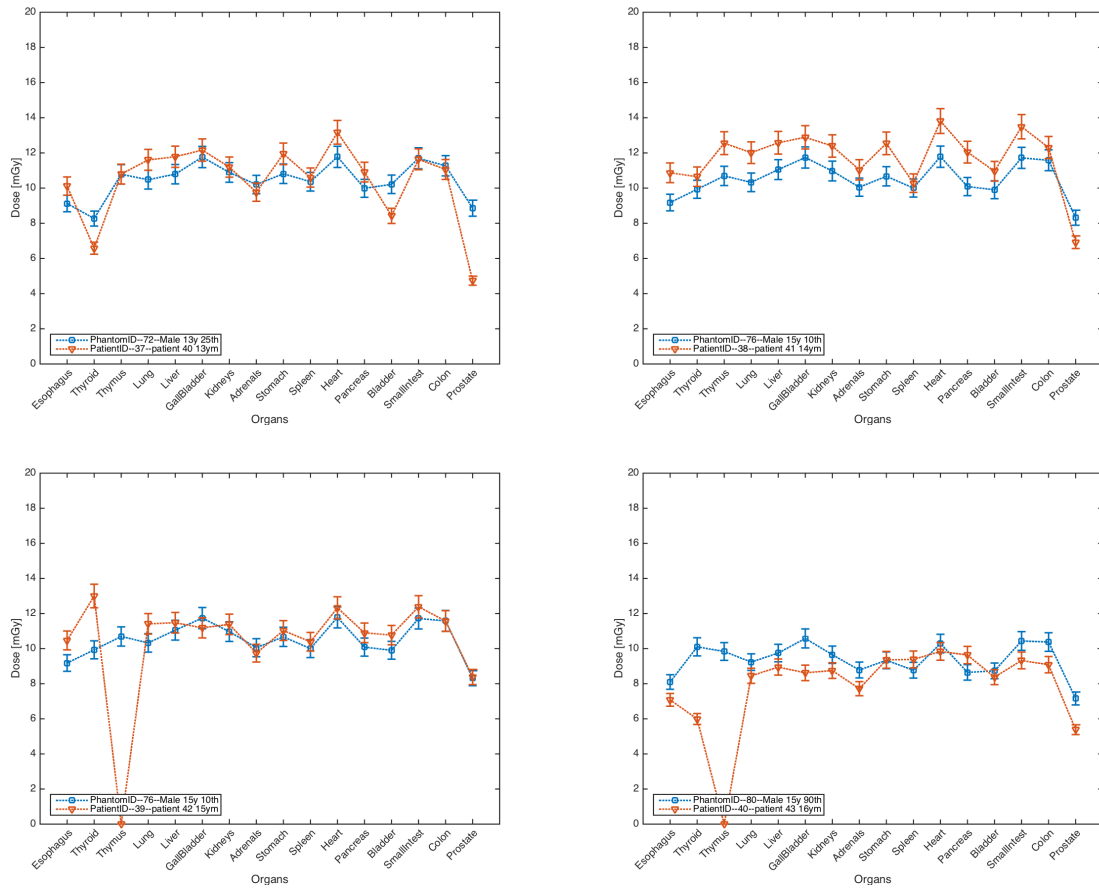 20
18
16
14
12
10
8
6
4
2
0
Dose [mGy]
PhantomID--72--Male 13y 25th
PatientID--37--patient 40 13ym
Esophagus
Thyroid
Thymus
Lung
Liver
GallBladder
Kidneys
Adrenals
Stomach
Spleen
Heart
Pancreas
Bladder
SmallIntest
Colon
Prostate
Organs
20
18
16
14
12
10
8
6
4
2
0
Dose [mGy]
PhantomID--76--Male 15y 10th
PatientID--38--patient 41 14ym
Esophagus
Thyroid
Thymus
Lung
Liver
GallBladder
Kidneys
Adrenals
Stomach
Spleen
Heart
Pancreas
Bladder
SmallIntest
Colon
Prostate
Organs
20
18
16
14
12
10
8
6
4
2
0
Dose [mGy]
PhantomID--76--Male 15y 10th
PatientID--39--patient 42 15ym
Esophagus
Thyroid
Thymus
Lung
Liver
GallBladder
Kidneys
Adrenals
Stomach
Spleen
Heart
Pancreas
Bladder
SmallIntest
Colon
Prostate
Organs
20
18
16
14
12
10
8
6
4
2
0
Dose [mGy]
PhantomID--80--Male 15y 90th
PatientID--40--patient 43 16ym
Esophagus
Thyroid
Thymus
Lung
Liver
GallBladder
Kidneys
Adrenals
Stomach
Spleen
Heart
Pancreas
Bladder
SmallIntest
Colon
Prostate
Organs